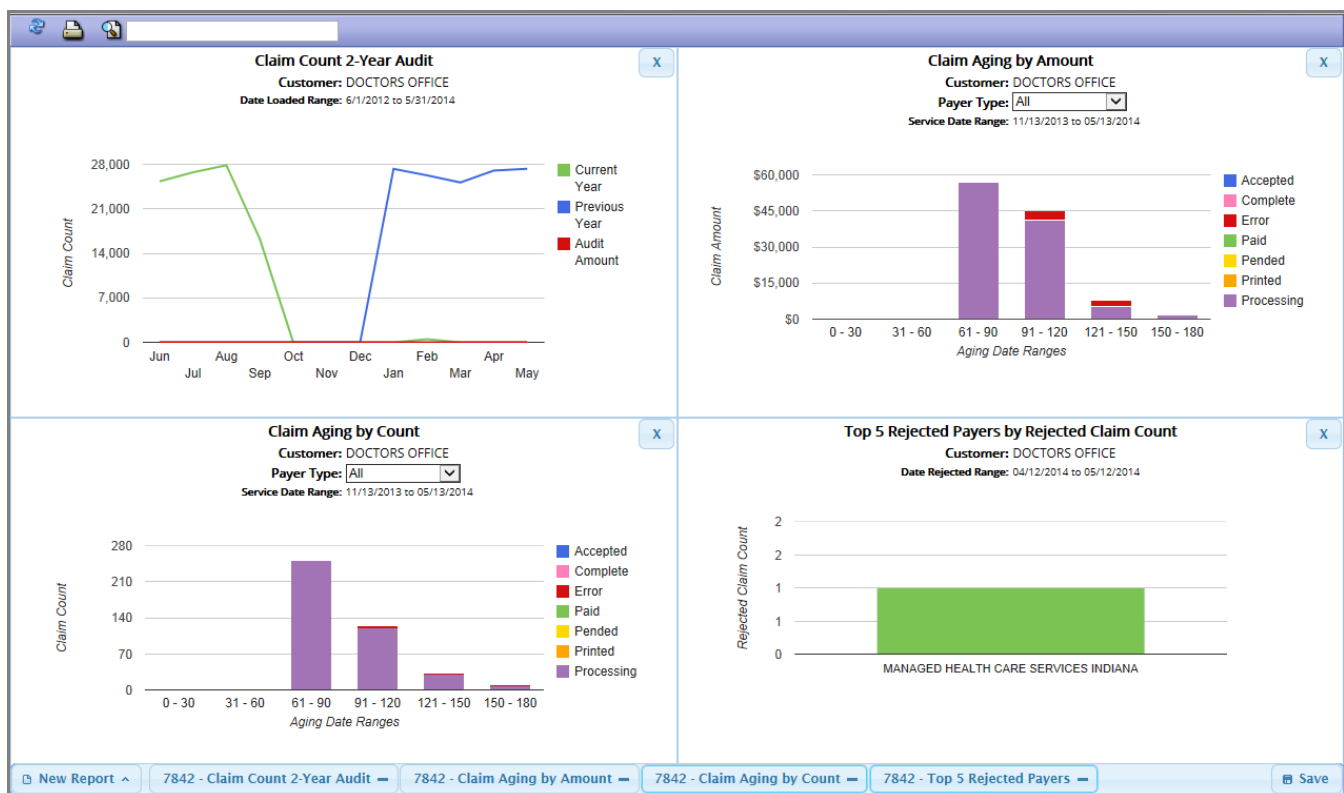 Claim Count 2-Year Audit
X
Customer: DOCTORS OFFICE
Date Loaded Range: 6/1/2012 to 5/31/2014
28,000
21,000
14,000
7,000
0
Claim Count
Jun
Jul
Aug
Sep
Oct
Nov
Dec
Jan
Feb
Mar
Apr
May
Current
Year
Previous
Year
Audit
Amount
Claim Aging by Amount
X
Customer: DOCTORS OFFICE
Payer Type: All
Service Date Range: 11/13/2013 to 05/13/2014
$60,000
$45,000
$30,000
$15,000
$0
Claim Amount
0 - 30
31 - 60
61 - 90
91 - 120
121 - 150
150 - 180
Aging Date Ranges
Accepted
Complete
Error
Paid
Pended
Printed
Processing
Claim Aging by Count
X
Customer: DOCTORS OFFICE
Payer Type: All
Service Date Range: 11/13/2013 to 05/13/2014
280
210
140
70
0
Claim Count
0 - 30
31 - 60
61 - 90
91 - 120
121 - 150
150 - 180
Aging Date Ranges
Accepted
Complete
Error
Paid
Pended
Printed
Processing
Top 5 Rejected Payers by Rejected Claim Count
X
Customer: DOCTORS OFFICE
Date Rejected Range: 04/12/2014 to 05/12/2014
2
2
1
1
0
Rejected Claim Count
MANAGED HEALTH CARE SERVICES INDIANA
New Report
7842 - Claim Count 2-Year Audit
7842 - Claim Aging by Amount
7842 - Claim Aging by Count
7842 - Top 5 Rejected Payers
Save